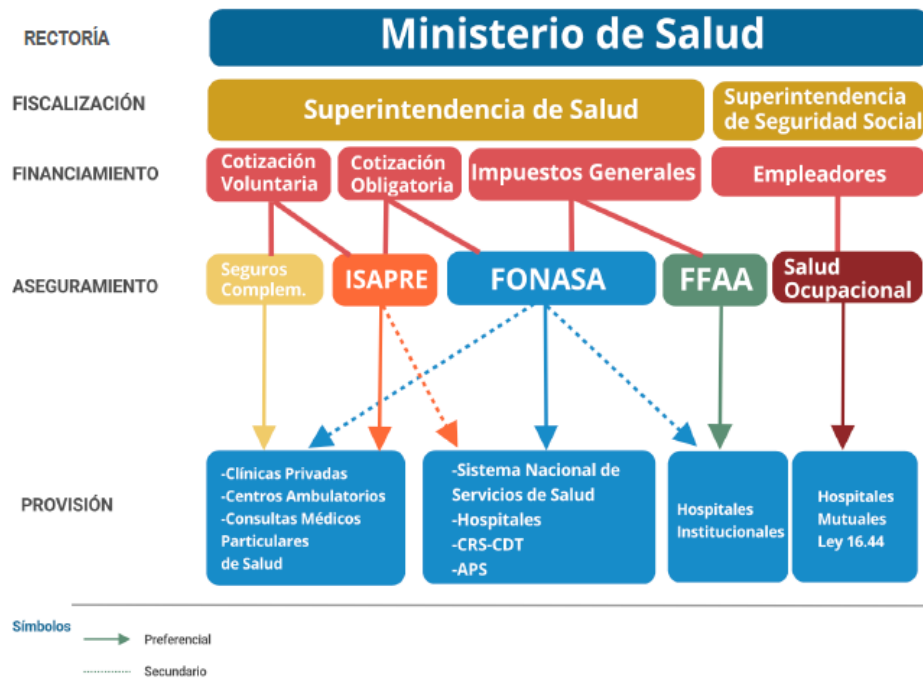 RECTORÍA
Ministerio de Salud
FISCALIZACIÓN
Superintendencia de Salud
Superintendencia
de Seguridad Social
FINANCIAMIENTO
Cotización
Voluntaria
Cotización
Obligatoria
Impuestos Generales
Empleadores
ASEGURAMIENTO
Seguros
Complem.
ISAPRE
FONASA
FFAA
Salud
Ocupacional
PROVISIÓN
-Clínicas Privadas
-Centros Ambulatorios
-Consultas Médicos
Particulares
de Salud
-Sistema Nacional de
Servicios de Salud
-Hospitales
-CRS-CDT
-APS
Hospitales
Institucionales
Hospitales
Mutuales
Ley 16.44
Símbolos
Preferencial
Secundario